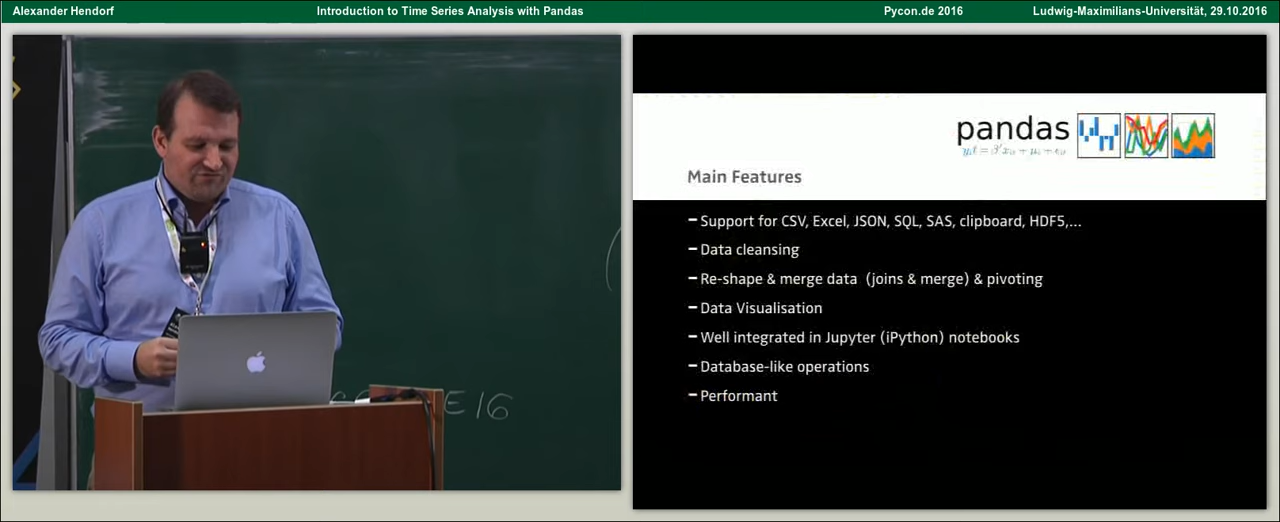 Alexander Hendorf
Introduction to Time Series Analysis with Pandas
Pycon.de 2016
Ludwig-Maximilians-Universität, 29.10.2016
E16
pandas
Main Features
– Support for CSV, Excel, JSON, SQL, SAS, clipboard, HDF5,...
– Data cleansing
– Re-shape & merge data (joins & merge) & pivoting
– Data Visualisation
– Well integrated in Jupyter (iPython) notebooks
– Database-like operations
– Performant